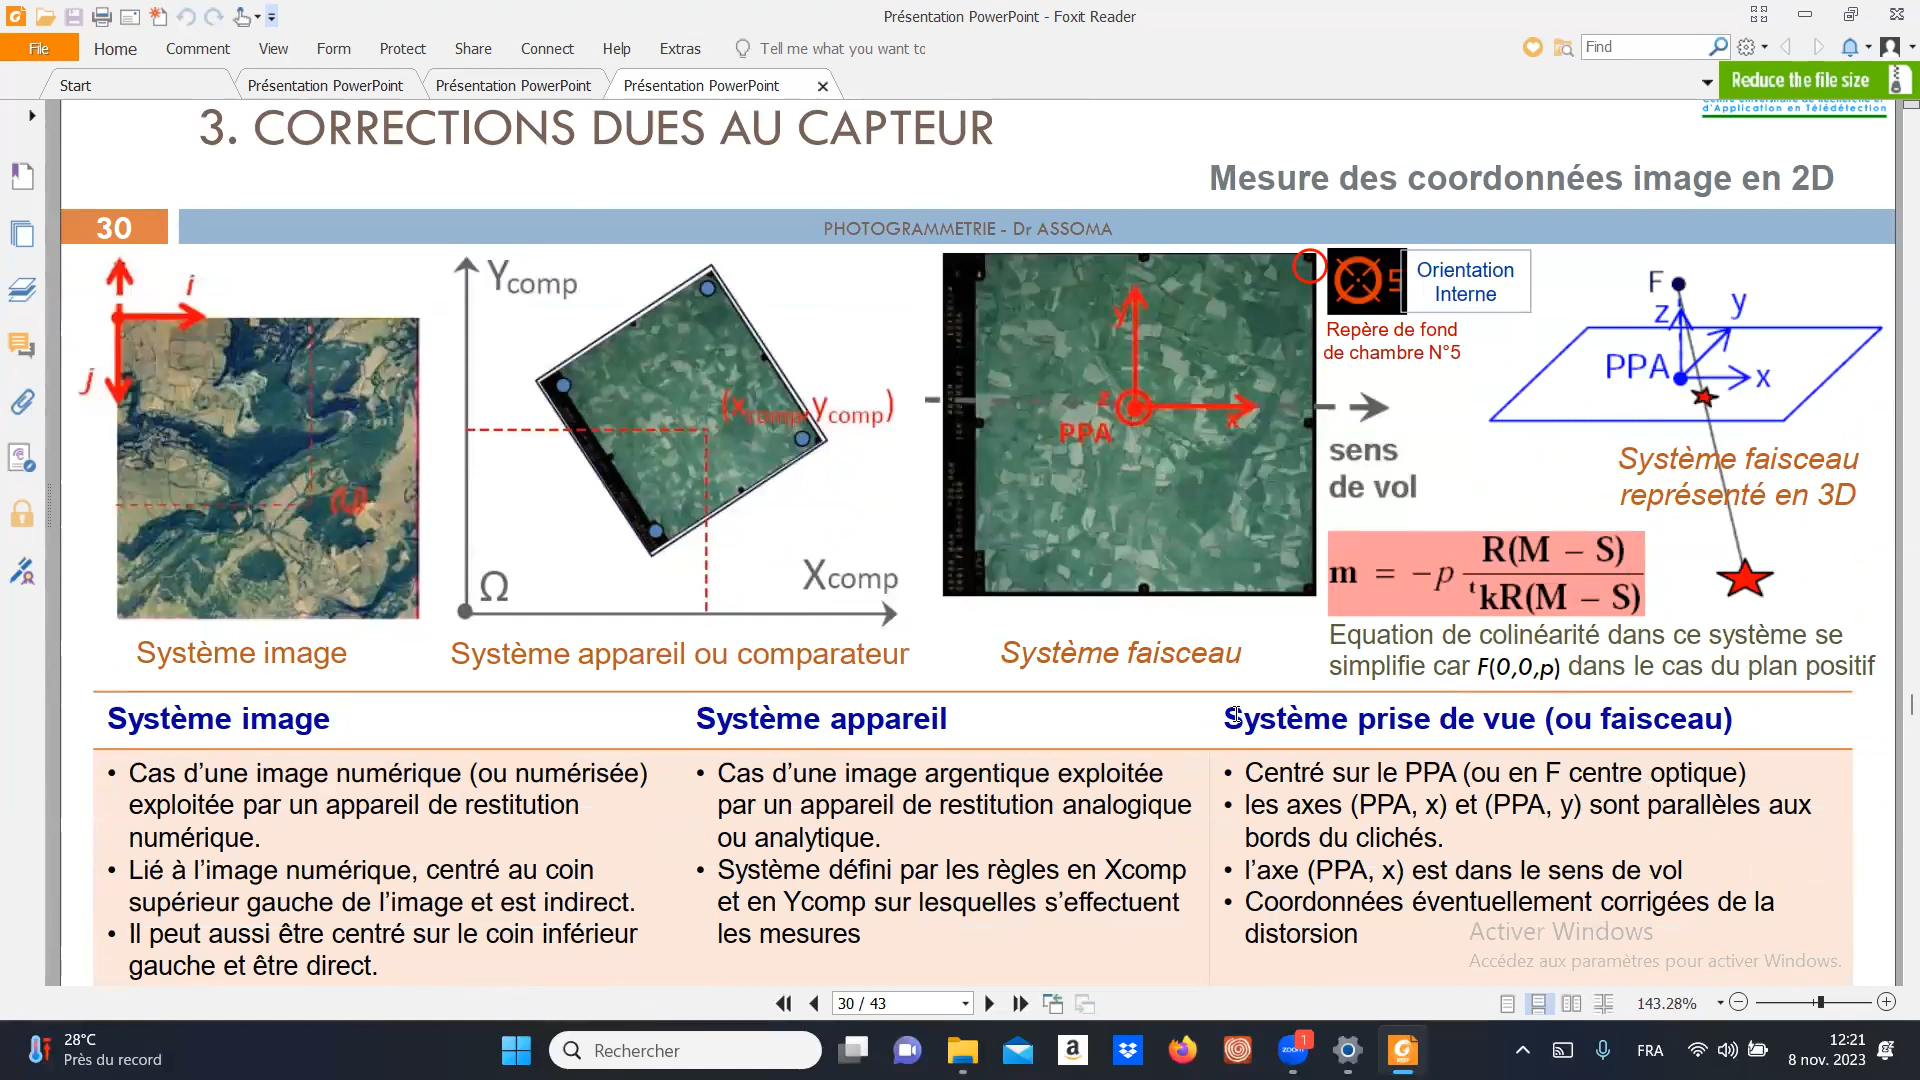 Présentation PowerPoint - Foxit Reader
File
Home
Comment
View
Form
Protect
Share
Connect
Help
Extras
Tell me what you want to
Find
Start
Présentation PowerPoint
Présentation PowerPoint
Présentation PowerPoint
Reduce the file size
d'Application en Télédétection
3. CORRECTIONS DUES AU CAPTEUR
Mesure des coordonnées image en 2D
30
PHOTOGRAMMETRIE - Dr ASSOMA
i
j
Système image
Ycomp
(xcomp,ycomp)
Ω
Xcomp
Système appareil ou comparateur
y
z
x
PPA
Système faisceau
5
Orientation
Interne
Repère de fond
de chambre N°5
sens
de vol
F
z
y
PPA
x
Système faisceau
représenté en 3D
m = −p R(M − S) / ᵗkR(M − S)
Equation de colinéarité dans ce système se
simplifie car F(0,0,p) dans le cas du plan positif
Système image
Système appareil
Système prise de vue (ou faisceau)
• Cas d'une image numérique (ou numérisée)
exploitée par un appareil de restitution
numérique.
• Lié à l'image numérique, centré au coin
supérieur gauche de l'image et est indirect.
• Il peut aussi être centré sur le coin inférieur
gauche et être direct.
• Cas d'une image argentique exploitée
par un appareil de restitution analogique
ou analytique.
• Système défini par les règles en Xcomp
et en Ycomp sur lesquelles s'effectuent
les mesures
• Centré sur le PPA (ou en F centre optique)
• les axes (PPA, x) et (PPA, y) sont parallèles aux
bords du clichés.
• l'axe (PPA, x) est dans le sens de vol
• Coordonnées éventuellement corrigées de la
distorsion
Activer Windows
Accédez aux paramètres pour activer Windows.
30 / 43
143.28%
28°C
Près du record
Rechercher
zoom
1
FRA
12:21
8 nov. 2023